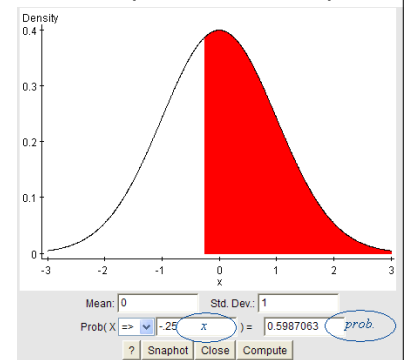 Density
0.4
0.3
0.2
0.1
0
-3 -2 -1 0 1 2 3
x
Mean: 0 Std. Dev.: 1
Prob( X => -.25 x ) = 0.5987063 prob.
? Snaphot Close Compute